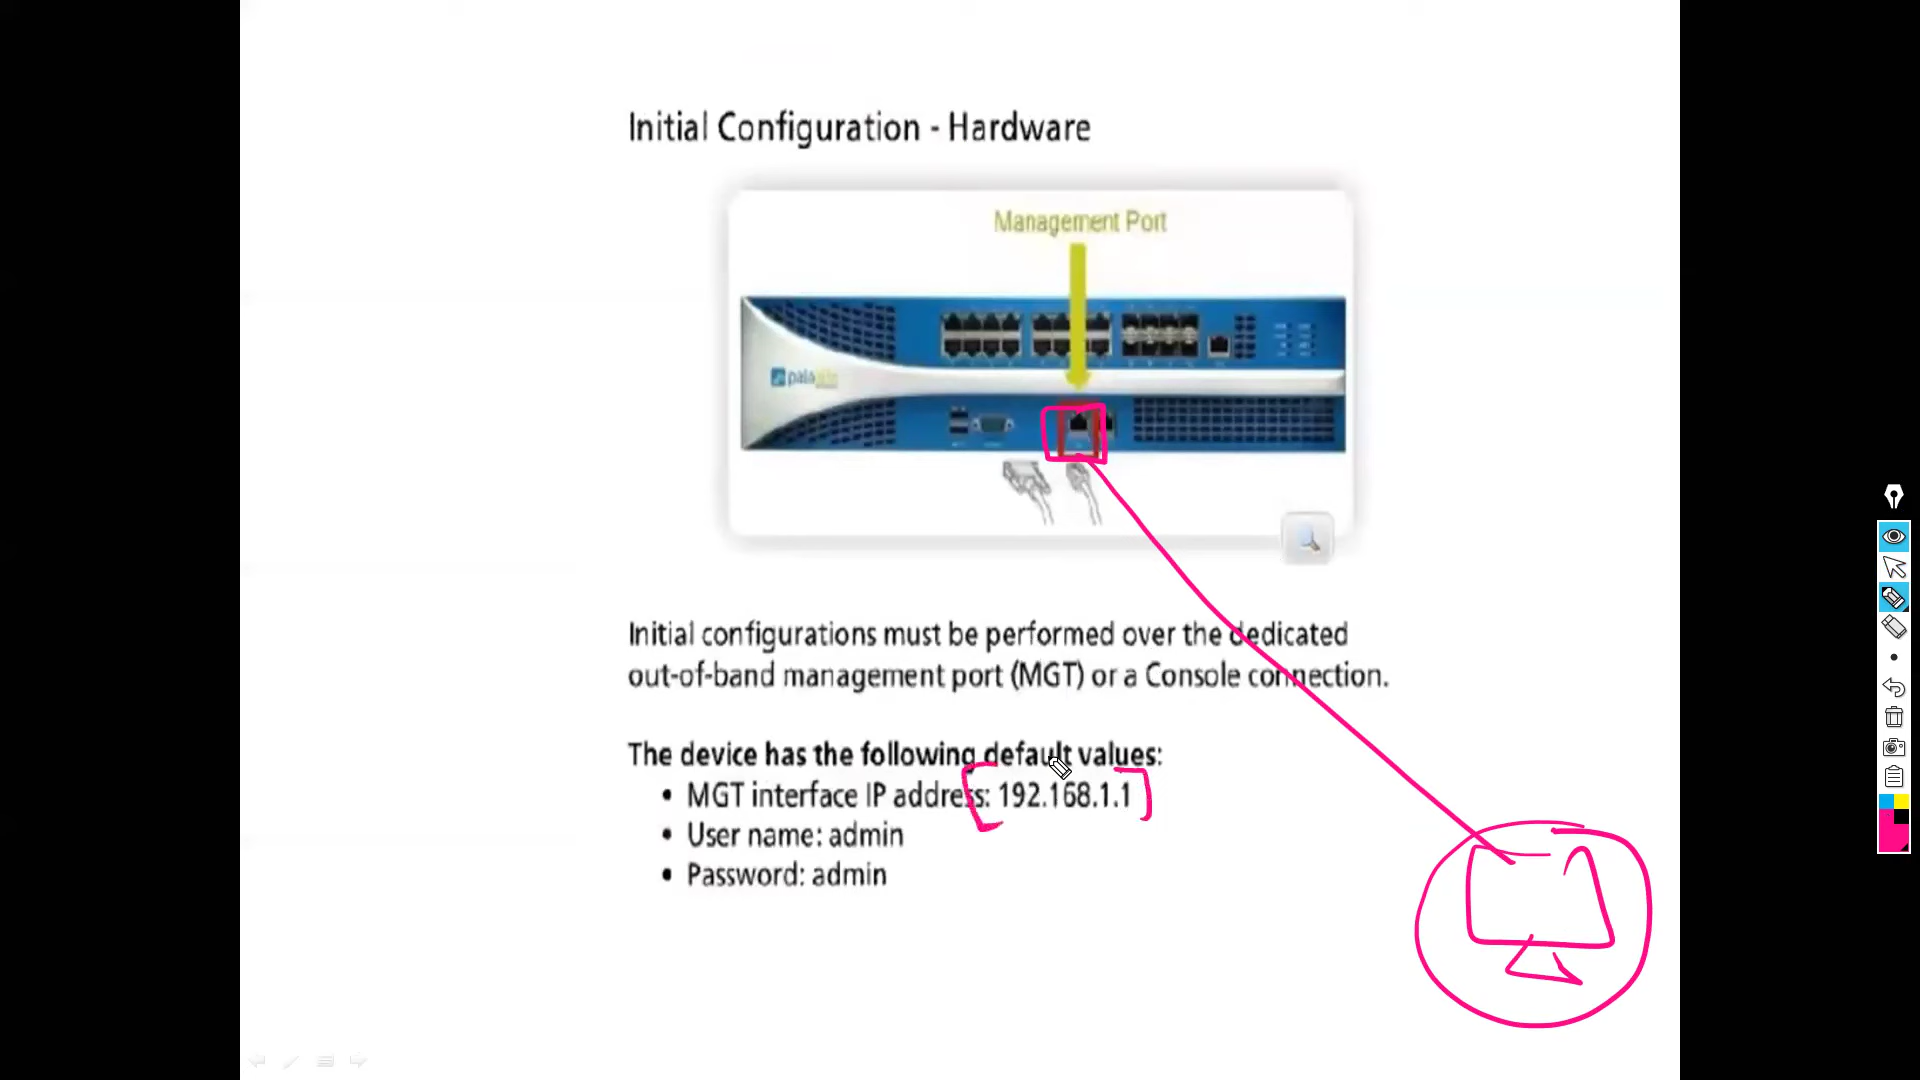 Initial Configuration - Hardware
Management Port
Initial configurations must be performed over the dedicated
out-of-band management port (MGT) or a Console connection.
The device has the following default values:
• MGT interface IP address: 192.168.1.1
• User name: admin
• Password: admin